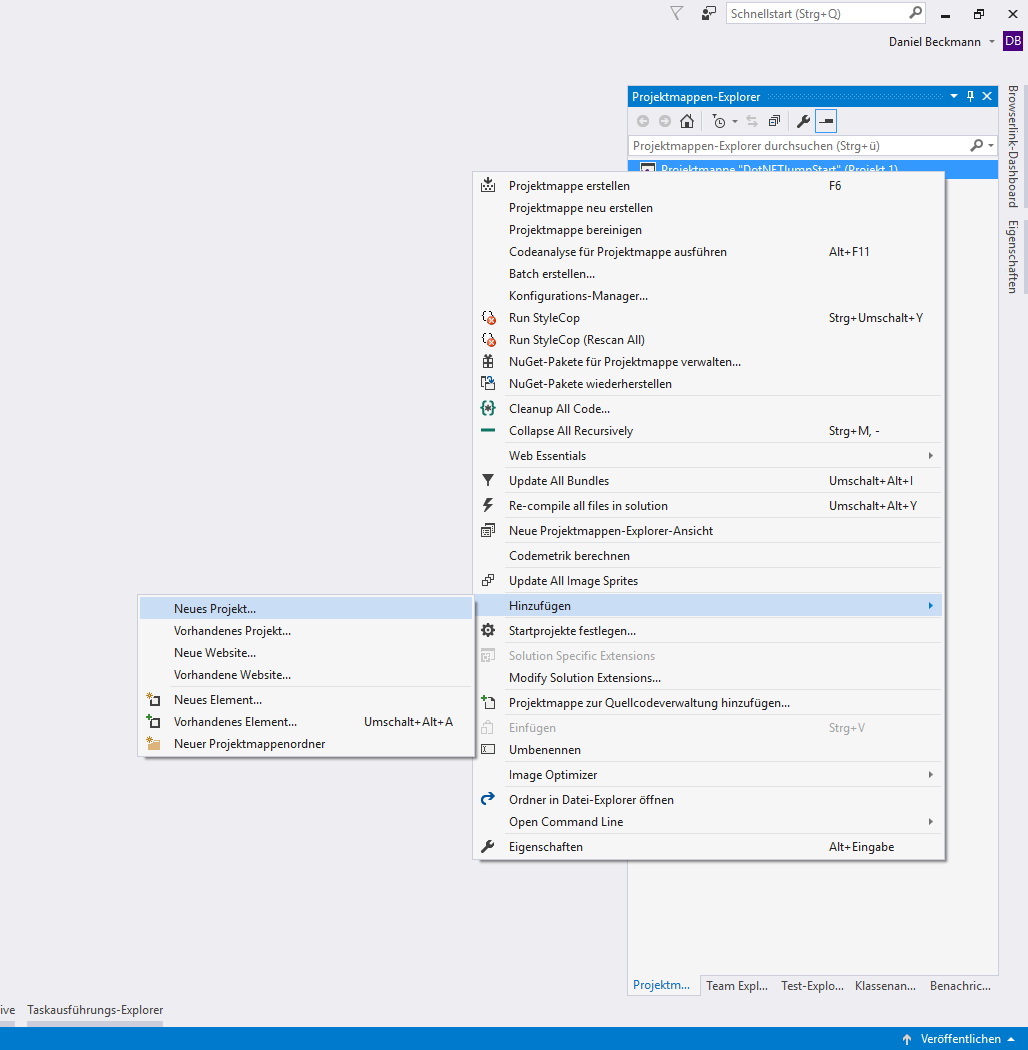 Schnellstart (Strg+Q)
Daniel Beckmann DB
Projektmappen-Explorer
Projektmappen-Explorer durchsuchen (Strg+ü)
Projektmappe "DotNETJumpStart" (Projekt 1)
Browserlink-Dashboard
Eigenschaften
Projektmappe erstellen F6
Projektmappe neu erstellen
Projektmappe bereinigen
Codeanalyse für Projektmappe ausführen Alt+F11
Batch erstellen...
Konfigurations-Manager...
Run StyleCop Strg+Umschalt+Y
Run StyleCop (Rescan All)
NuGet-Pakete für Projektmappe verwalten...
NuGet-Pakete wiederherstellen
Cleanup All Code...
Collapse All Recursively Strg+M, -
Web Essentials
Update All Bundles Umschalt+Alt+I
Re-compile all files in solution Umschalt+Alt+Y
Neue Projektmappen-Explorer-Ansicht
Codemetrik berechnen
Update All Image Sprites
Hinzufügen
Startprojekte festlegen...
Solution Specific Extensions
Modify Solution Extensions...
Projektmappe zur Quellcodeverwaltung hinzufügen...
Einfügen Strg+V
Umbenennen
Image Optimizer
Ordner in Datei-Explorer öffnen
Open Command Line
Eigenschaften Alt+Eingabe
Neues Projekt...
Vorhandenes Projekt...
Neue Website...
Vorhandene Website...
Neues Element...
Vorhandenes Element... Umschalt+Alt+A
Neuer Projektmappenordner
Projektm... Team Expl... Test-Explo... Klassenan... Benachric...
ive Taskausführungs-Explorer
Veröffentlichen